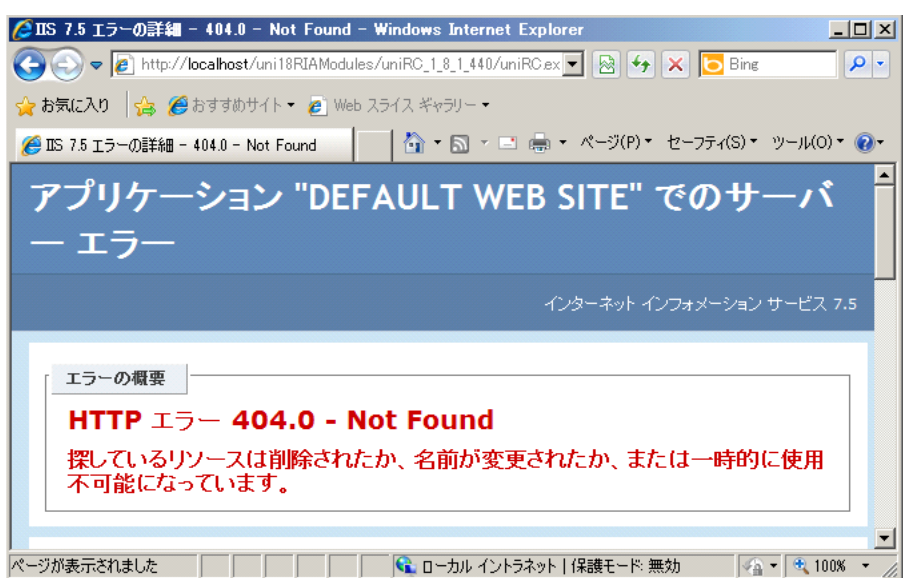 IIS 7.5 エラーの詳細 - 404.0 - Not Found - Windows Internet Explorer
http://localhost/uni18RIAModules/uniRC_1_8_1_440/uniRC.ex
Bing
お気に入り おすすめサイト Web スライス ギャラリー
IIS 7.5 エラーの詳細 - 404.0 - Not Found ページ(P) セーフティ(S) ツール(O)
アプリケーション "DEFAULT WEB SITE" でのサーバ
ー エラー
インターネット インフォメーション サービス 7.5
エラーの概要
HTTP エラー 404.0 - Not Found
探しているリソースは削除されたか、名前が変更されたか、または一時的に使用
不可能になっています。
ページが表示されました ローカル イントラネット | 保護モード: 無効 100%